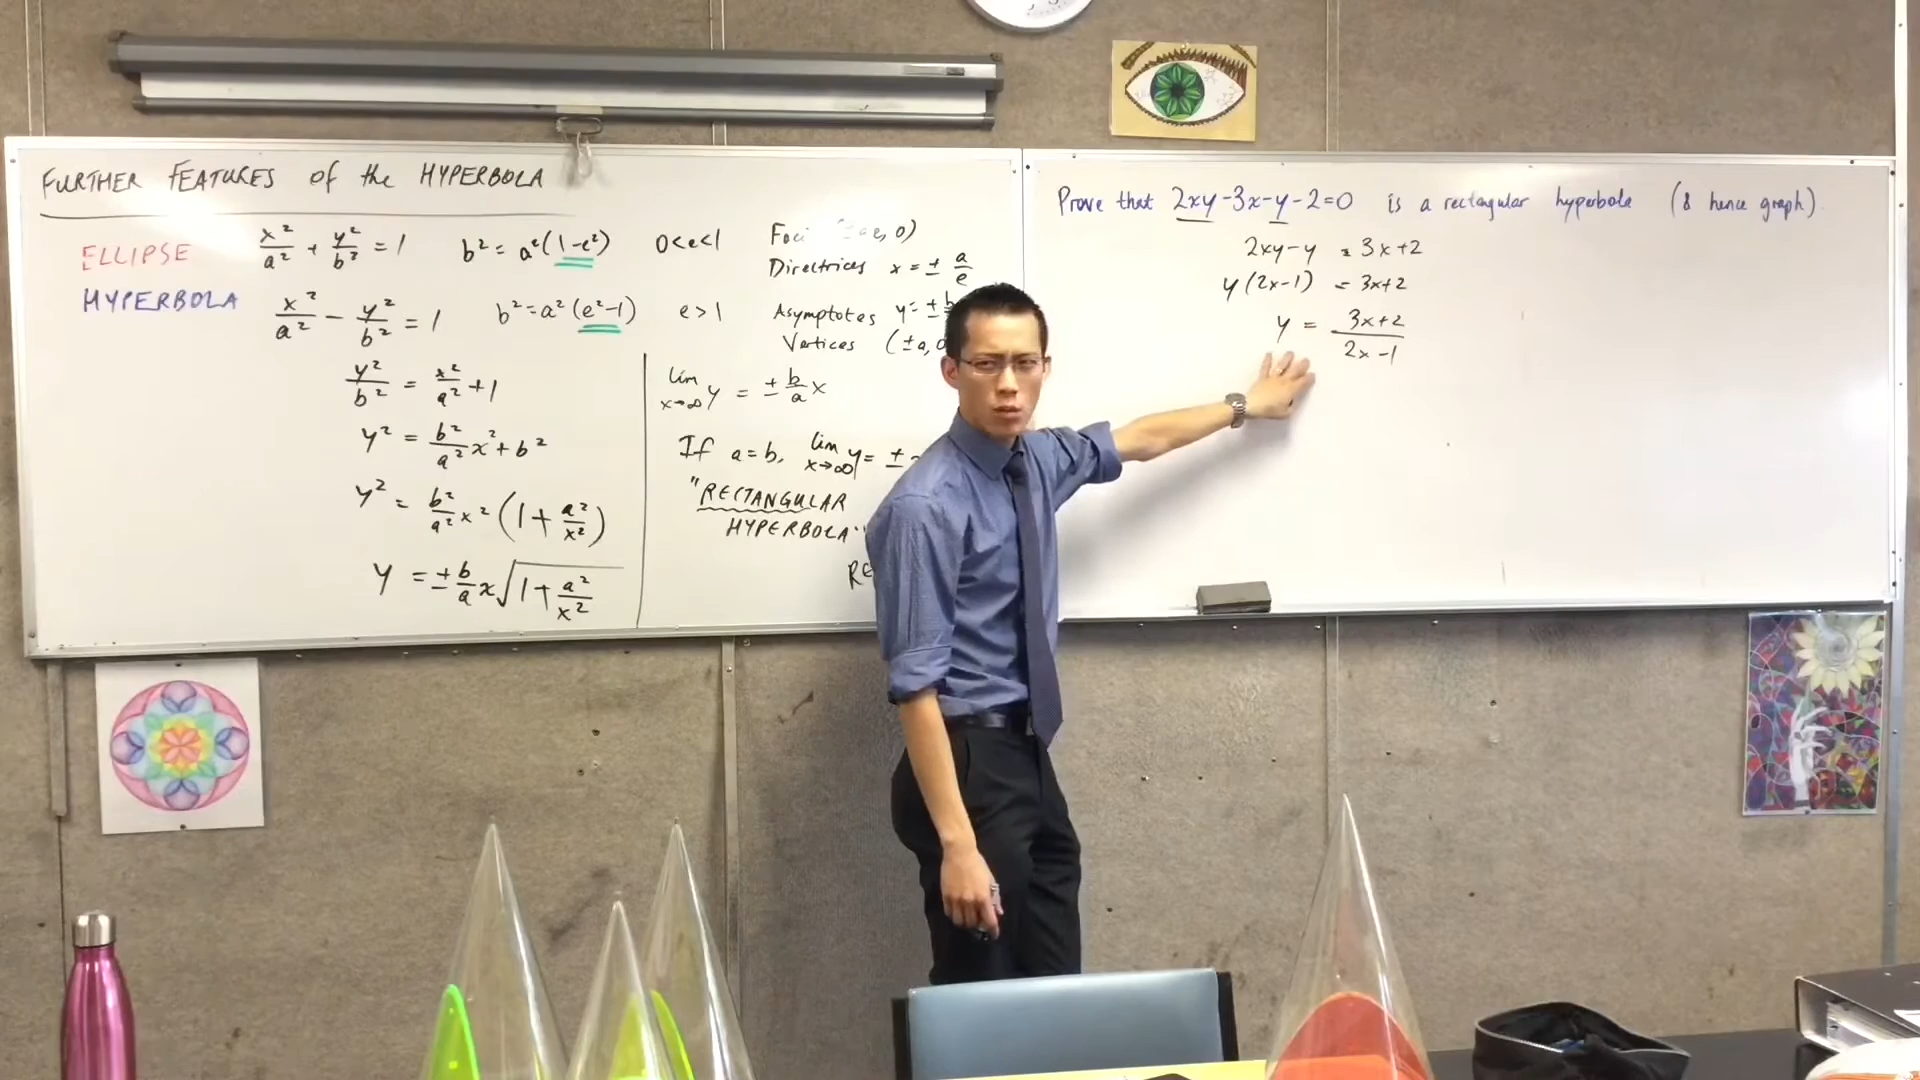 FURTHER FEATURES of the HYPERBOLA
ELLIPSE x²/a² + y²/b² = 1 b² = a²(1-e²) 0<e<1
HYPERBOLA x²/a² - y²/b² = 1 b² = a²(e²-1) e>1
y²/b² = x²/a² + 1
y² = b²/a² x² + b²
y² = b²/a² x² (1 + a²/x²)
y = ± b/a x √(1 + a²/x²)
Foci e, 0)
Directrices x = ± a/e
Asymptotes y = ± b
Vertices (±a, 0
lim x→∞ y = ± b/a x
If a = b, lim x→∞ y = ±
"RECTANGULAR
HYPERBOLA"
RE
Prove that 2xy-3x-y-2=0 is a rectangular hyperbola (& hence graph).
2xy-y = 3x+2
y(2x-1) = 3x+2
y = 3x+2 / 2x-1